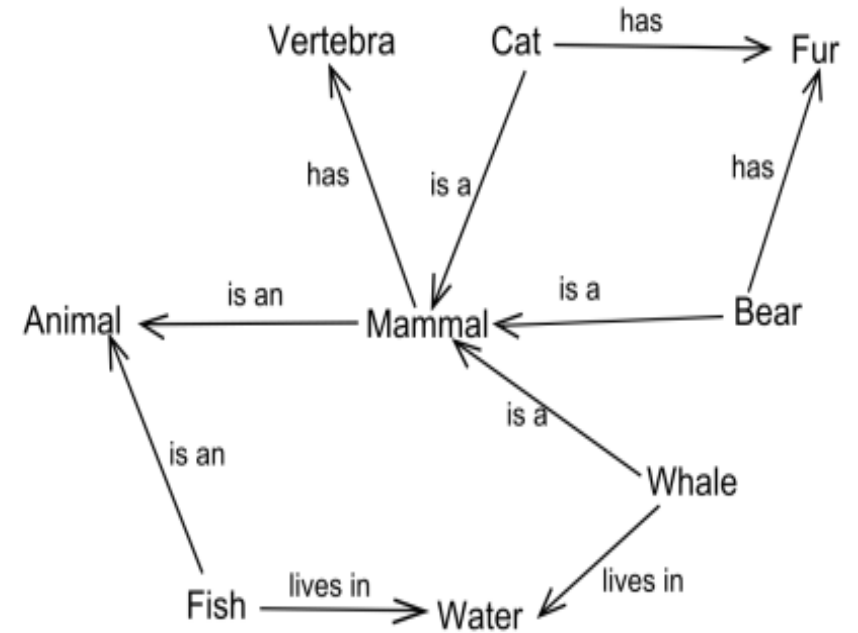 Vertebra
Cat
has
Fur
has
is a
has
Animal
is an
Mammal
is a
Bear
is an
is a
Whale
Fish
lives in
Water
lives in